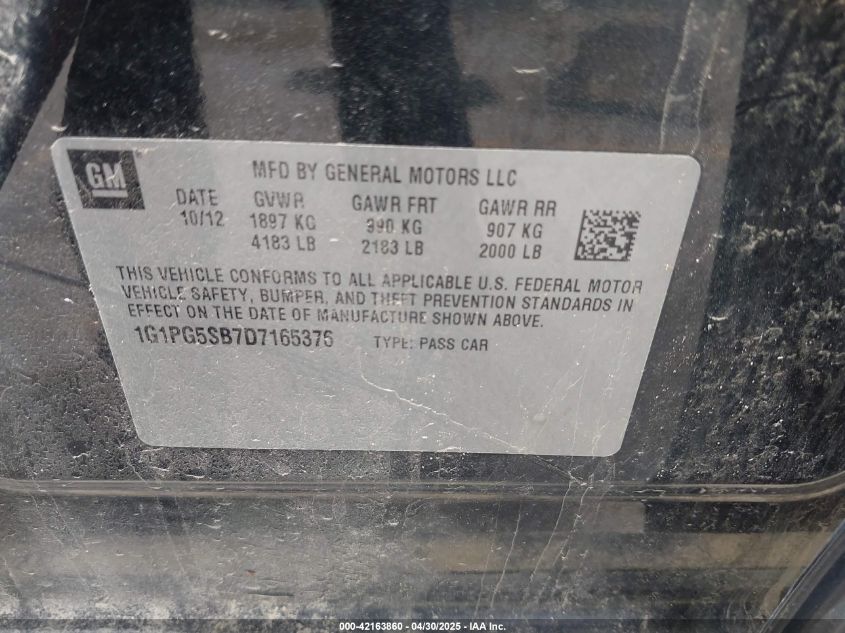 GM
MFD BY GENERAL MOTORS LLC
DATE GVWR GAWR FRT GAWR RR
10/12 1897 KG 990 KG 907 KG
4183 LB 2183 LB 2000 LB
THIS VEHICLE CONFORMS TO ALL APPLICABLE U.S. FEDERAL MOTOR
VEHICLE SAFETY, BUMPER, AND THEFT PREVENTION STANDARDS IN
EFFECT ON THE DATE OF MANUFACTURE SHOWN ABOVE.
1G1PG5SB7D7165376 TYPE: PASS CAR
000-42163860 - 04/30/2025 - IAA Inc.